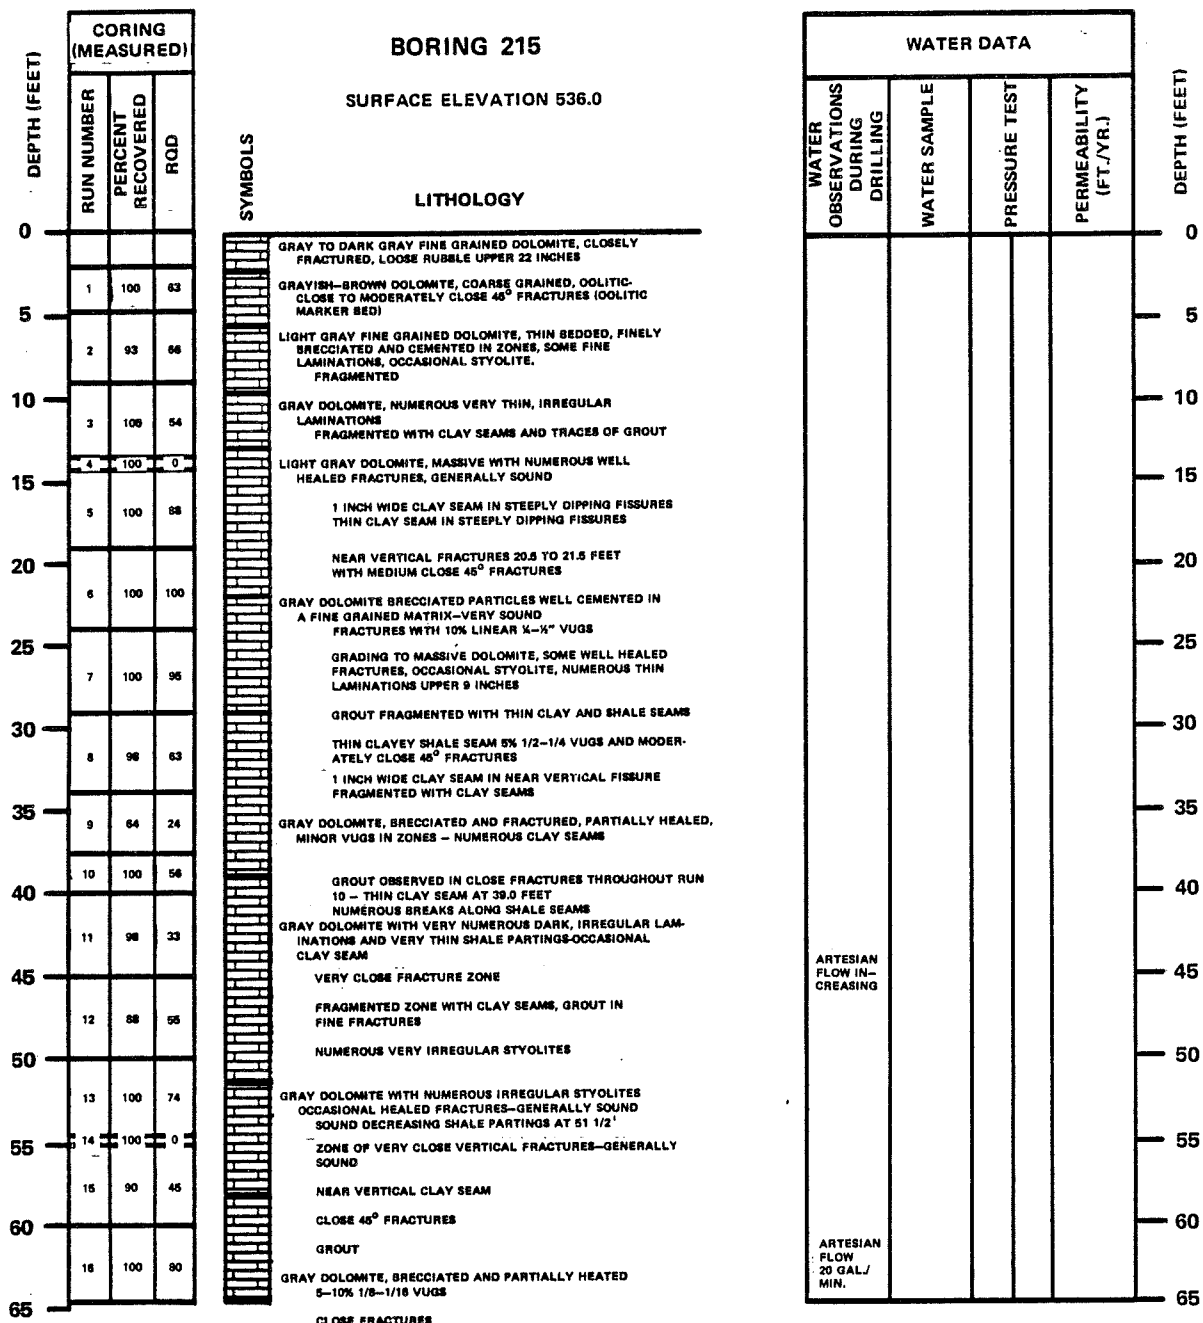 CORING
(MEASURED)
DEPTH (FEET)
RUN NUMBER
PERCENT
RECOVERED
RQD
BORING 215
SURFACE ELEVATION 536.0
SYMBOLS
LITHOLOGY
WATER DATA
WATER
OBSERVATIONS
DURING
DRILLING
WATER SAMPLE
PRESSURE TEST
PERMEABILITY
(FT./YR.)
DEPTH (FEET)
0
5
10
15
20
25
30
35
40
45
50
55
60
65
1 100 63
2 93 66
3 105 54
4 100 0
5 100 88
6 100 100
7 100 95
8 98 63
9 64 24
10 100 56
11 98 33
12 88 55
13 100 74
14 100 0
15 90 45
16 100 80
GRAY TO DARK GRAY FINE GRAINED DOLOMITE, CLOSELY
FRACTURED, LOOSE RUBBLE UPPER 22 INCHES
GRAYISH-BROWN DOLOMITE, COARSE GRAINED, OOLITIC-
CLOSE TO MODERATELY CLOSE 45° FRACTURES (OOLITIC
MARKER BED)
LIGHT GRAY FINE GRAINED DOLOMITE, THIN BEDDED, FINELY
BRECCIATED AND CEMENTED IN ZONES, SOME FINE
LAMINATIONS, OCCASIONAL STYOLITE.
FRAGMENTED
GRAY DOLOMITE, NUMEROUS VERY THIN, IRREGULAR
LAMINATIONS
FRAGMENTED WITH CLAY SEAMS AND TRACES OF GROUT
LIGHT GRAY DOLOMITE, MASSIVE WITH NUMEROUS WELL
HEALED FRACTURES, GENERALLY SOUND
1 INCH WIDE CLAY SEAM IN STEEPLY DIPPING FISSURES
THIN CLAY SEAM IN STEEPLY DIPPING FISSURES
NEAR VERTICAL FRACTURES 20.5 TO 21.5 FEET
WITH MEDIUM CLOSE 45° FRACTURES
GRAY DOLOMITE BRECCIATED PARTICLES WELL CEMENTED IN
A FINE GRAINED MATRIX-VERY SOUND
FRACTURES WITH 10% LINEAR ¼-½" VUGS
GRADING TO MASSIVE DOLOMITE, SOME WELL HEALED
FRACTURES, OCCASIONAL STYOLITE, NUMEROUS THIN
LAMINATIONS UPPER 9 INCHES
GROUT FRAGMENTED WITH THIN CLAY AND SHALE SEAMS
THIN CLAYEY SHALE SEAM 5% 1/2-1/4 VUGS AND MODER-
ATELY CLOSE 45° FRACTURES
1 INCH WIDE CLAY SEAM IN NEAR VERTICAL FISSURE
FRAGMENTED WITH CLAY SEAMS
GRAY DOLOMITE, BRECCIATED AND FRACTURED, PARTIALLY HEALED,
MINOR VUGS IN ZONES - NUMEROUS CLAY SEAMS
GROUT OBSERVED IN CLOSE FRACTURES THROUGHOUT RUN
10 - THIN CLAY SEAM AT 39.0 FEET
NUMEROUS BREAKS ALONG SHALE SEAMS
GRAY DOLOMITE WITH VERY NUMEROUS DARK, IRREGULAR LAM-
INATIONS AND VERY THIN SHALE PARTINGS-OCCASIONAL
CLAY SEAM
VERY CLOSE FRACTURE ZONE
FRAGMENTED ZONE WITH CLAY SEAMS, GROUT IN
FINE FRACTURES
NUMEROUS VERY IRREGULAR STYOLITES
GRAY DOLOMITE WITH NUMEROUS IRREGULAR STYOLITES
OCCASIONAL HEALED FRACTURES-GENERALLY SOUND
SOUND DECREASING SHALE PARTINGS AT 51 1/2'
ZONE OF VERY CLOSE VERTICAL FRACTURES-GENERALLY
SOUND
NEAR VERTICAL CLAY SEAM
CLOSE 45° FRACTURES
GROUT
GRAY DOLOMITE, BRECCIATED AND PARTIALLY HEATED
5-10% 1/8-1/16 VUGS
CLOSE FRACTURES
ARTESIAN
FLOW IN-
CREASING
ARTESIAN
FLOW
20 GAL./
MIN.
0
5
10
15
20
25
30
35
40
45
50
55
60
65